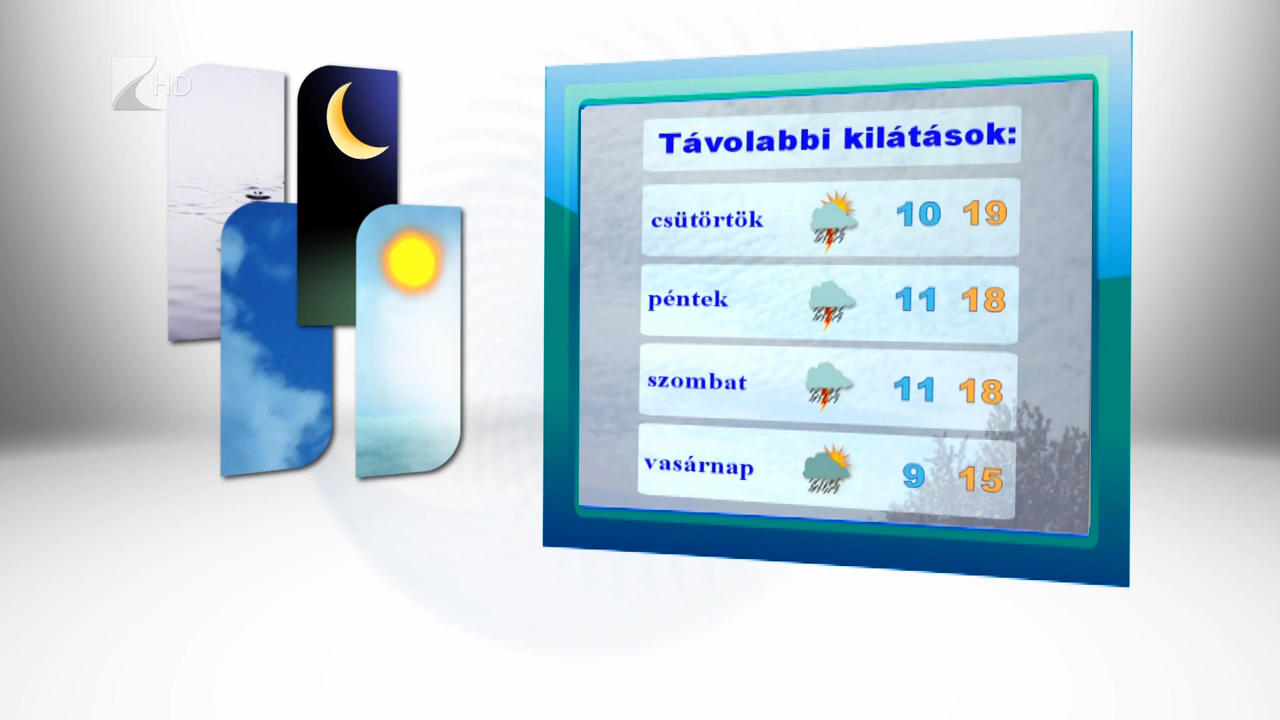 HD
Távolabbi kilátások:
csütörtök 10 19
péntek 11 18
szombat 11 18
vasárnap 9 15